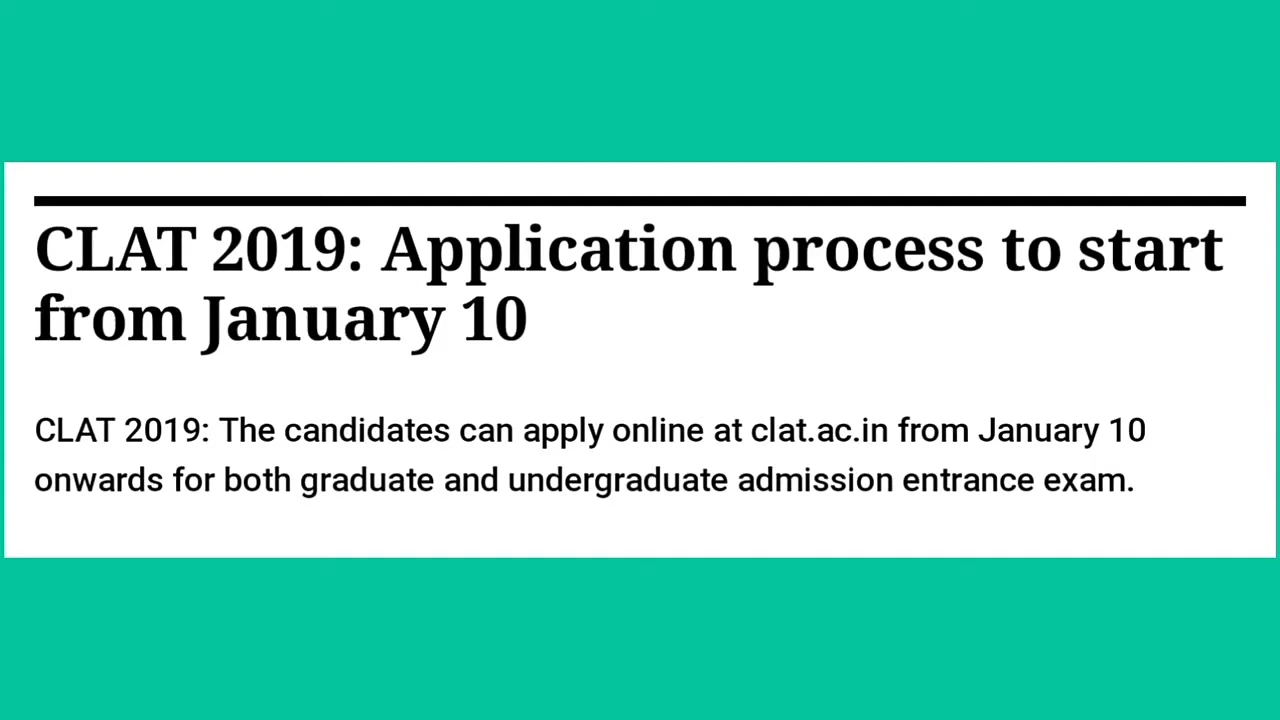 CLAT 2019: Application process to start
from January 10
CLAT 2019: The candidates can apply online at clat.ac.in from January 10
onwards for both graduate and undergraduate admission entrance exam.